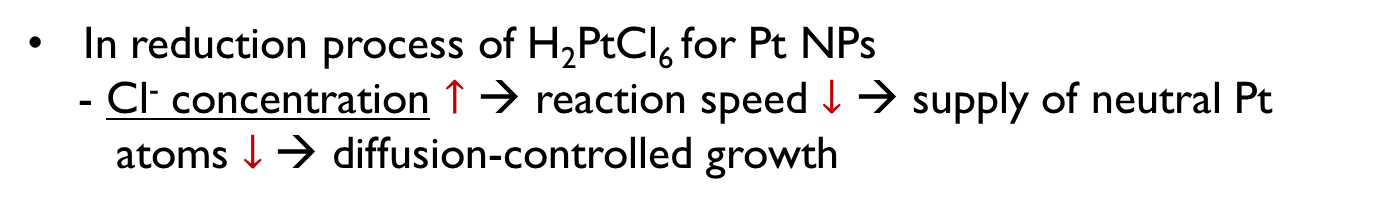 • In reduction process of H₂PtCl₆ for Pt NPs
- Cl⁻ concentration ↑ → reaction speed ↓ → supply of neutral Pt
atoms ↓ → diffusion-controlled growth